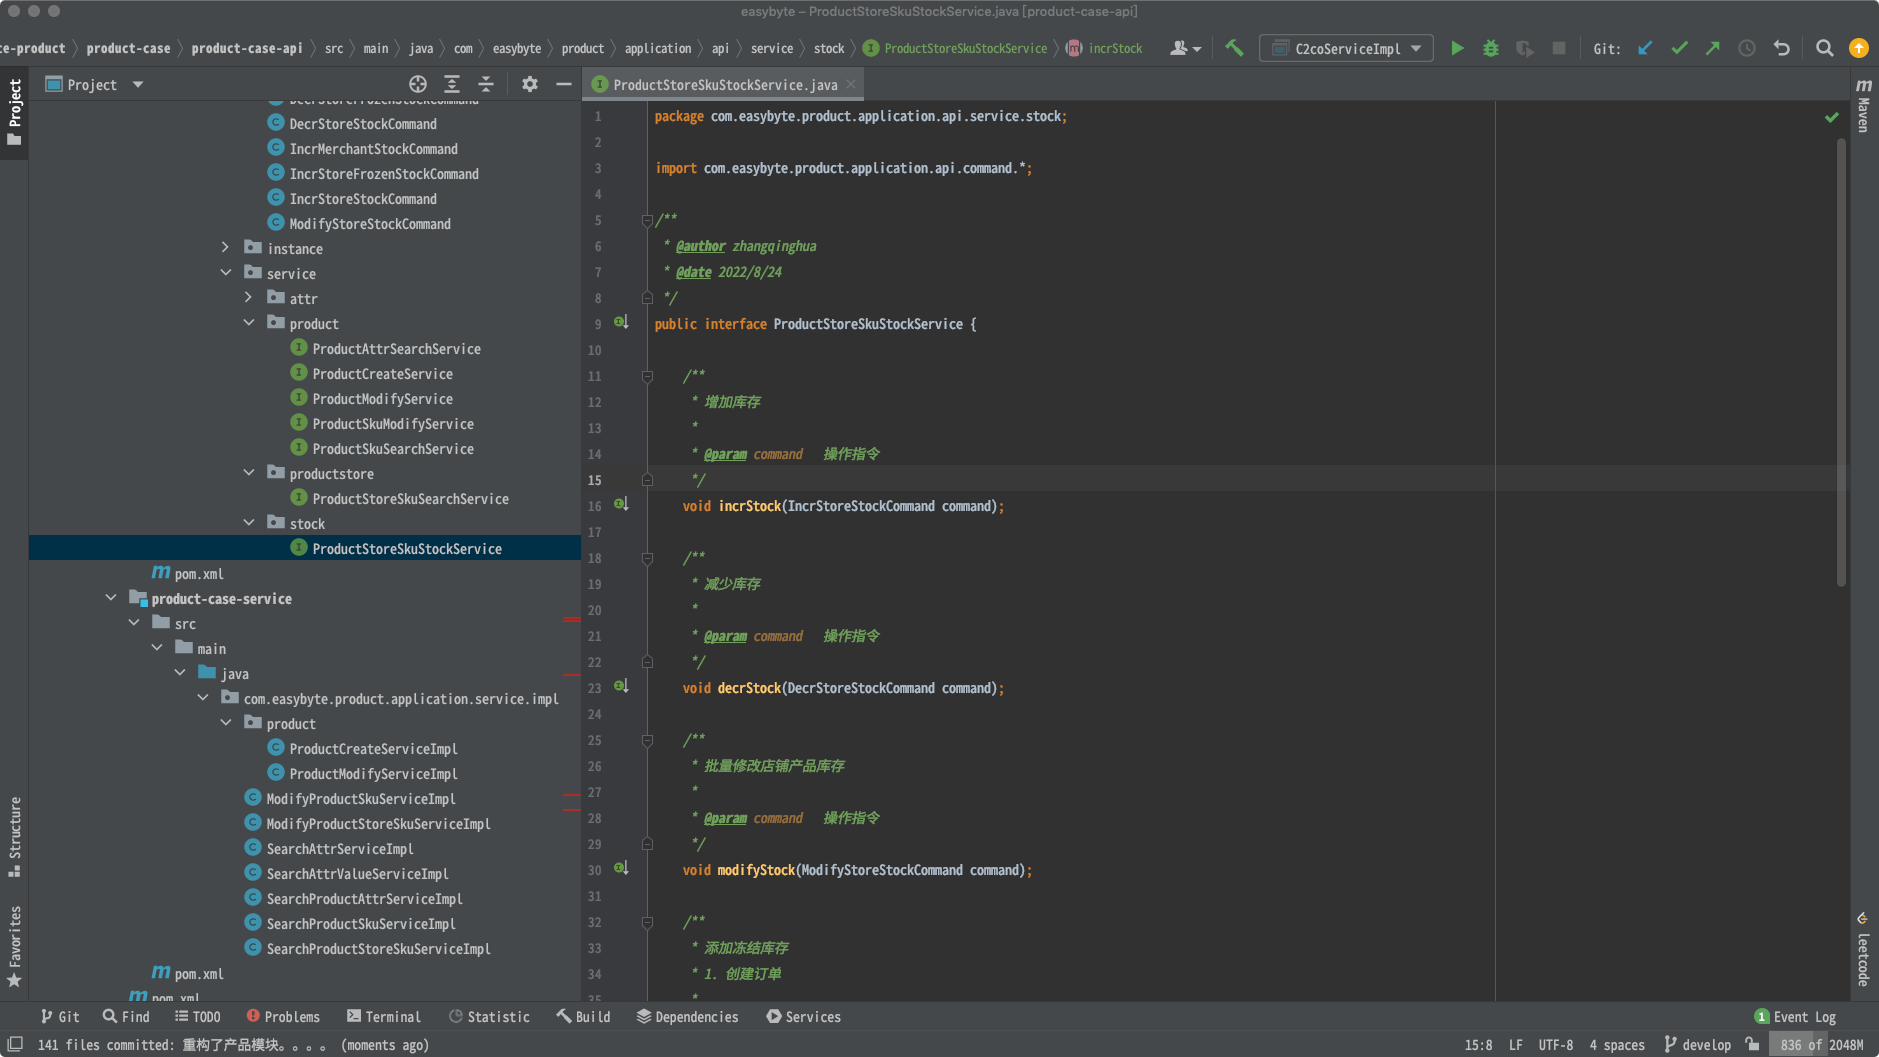 easybyte – ProductStoreSkuStockService.java [product-case-api]
ce-product product-case product-case-api src main java com easybyte product application api service stock ProductStoreSkuStockService incrStock C2coServiceImpl Git:
Project
ProductStoreSkuStockService.java
Project
Structure
Favorites
Maven
leetcode
DecrStoreFrozenStockCommand
DecrStoreStockCommand
IncrMerchantStockCommand
IncrStoreFrozenStockCommand
IncrStoreStockCommand
ModifyStoreStockCommand
instance
service
attr
product
ProductAttrSearchService
ProductCreateService
ProductModifyService
ProductSkuModifyService
ProductSkuSearchService
productstore
ProductStoreSkuSearchService
stock
ProductStoreSkuStockService
pom.xml
product-case-service
src
main
java
com.easybyte.product.application.service.impl
product
ProductCreateServiceImpl
ProductModifyServiceImpl
ModifyProductSkuServiceImpl
ModifyProductStoreSkuServiceImpl
SearchAttrServiceImpl
SearchAttrValueServiceImpl
SearchProductAttrServiceImpl
SearchProductSkuServiceImpl
SearchProductStoreSkuServiceImpl
pom.xml
pom.xml
1 package com.easybyte.product.application.api.service.stock;
2
3 import com.easybyte.product.application.api.command.*;
4
5 /**
6 * @author zhangqinghua
7 * @date 2022/8/24
8 */
9 public interface ProductStoreSkuStockService {
10
11 /**
12 * 增加库存
13 *
14 * @param command 操作指令
15 */
16 void incrStock(IncrStoreStockCommand command);
17
18 /**
19 * 减少库存
20 *
21 * @param command 操作指令
22 */
23 void decrStock(DecrStoreStockCommand command);
24
25 /**
26 * 批量修改店铺产品库存
27 *
28 * @param command 操作指令
29 */
30 void modifyStock(ModifyStoreStockCommand command);
31
32 /**
33 * 添加冻结库存
34 * 1. 创建订单
35 *
Git Find TODO Problems Terminal Statistic Build Dependencies Services 1 Event Log
141 files committed: 重构了产品模块。。。。 (moments ago) 15:8 LF UTF-8 4 spaces develop 836 of 2048M